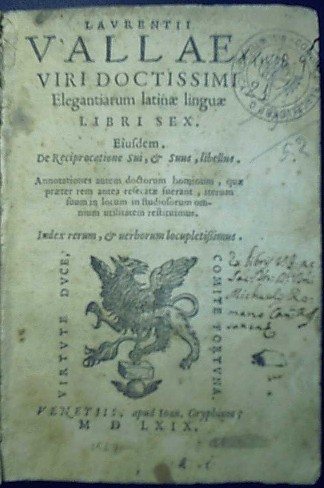 LAVRENTII
VALLAE
VIRI DOCTISSIMI
Elegantiarum latinæ linguæ
LIBRI SEX.
Eiusdem.
De Reciprocatione Sui, & Suus, libellus.
Annotationes autem doctorum hominum, quæ
præter rem antea resecatæ fuerant, iterum
suum in locum in studiosorum om-
nium utilitatem restituimus.
Index rerum, & uerborum locupletissimus.
52
VIRTVTE DVCE,
COMITE FORTVNA.
VENETIIS, apud Ioan. Gryphium:
M D LXIX.